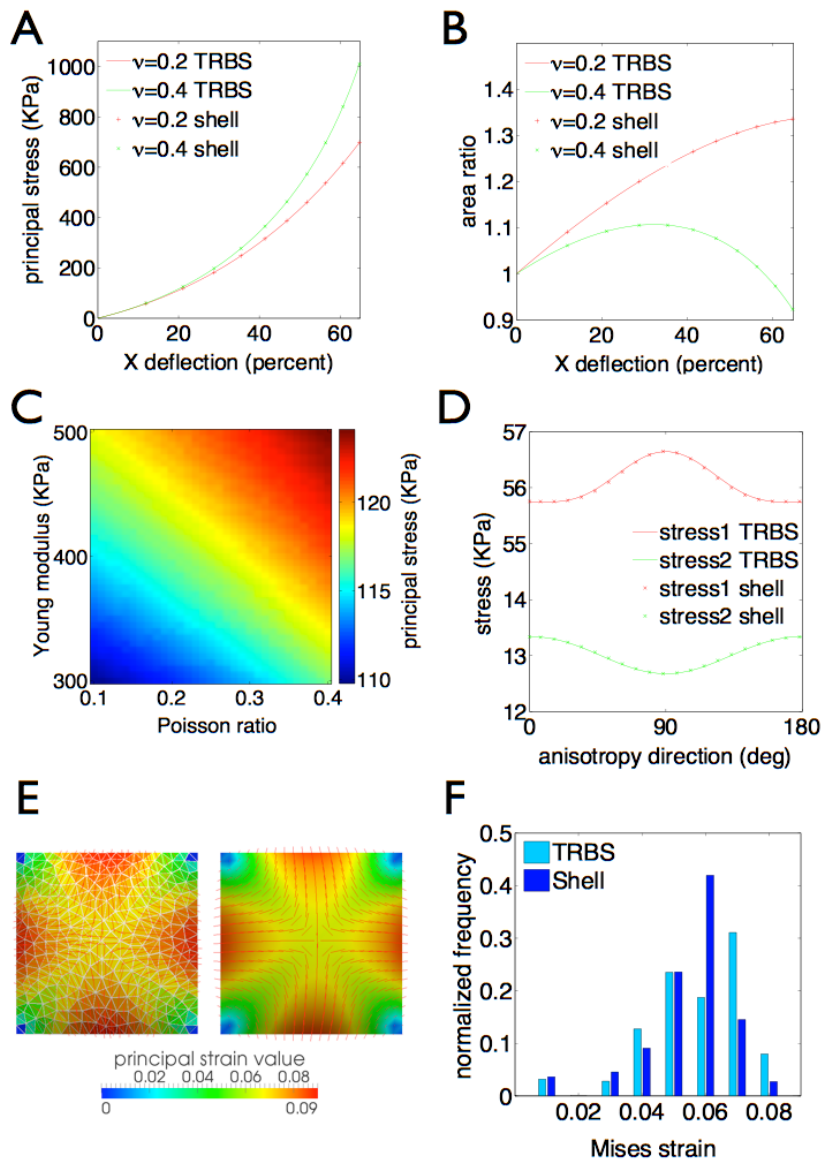 A
ν=0.2 TRBS
ν=0.4 TRBS
ν=0.2 shell
ν=0.4 shell
1000
800
600
400
200
0
principal stress (KPa)
0 20 40 60
X deflection (percent)
B
ν=0.2 TRBS
ν=0.4 TRBS
ν=0.2 shell
ν=0.4 shell
1.4
1.3
1.2
1.1
1
0.9
area ratio
0 20 40 60
X deflection (percent)
C
500
400
300
Young modulus (KPa)
0.1 0.2 0.3 0.4
Poisson ratio
120
115
110
principal stress (KPa)
D
57
56
55
14
13
12
stress (KPa)
stress1 TRBS
stress2 TRBS
stress1 shell
stress2 shell
0 90 180
anisotropy direction (deg)
E
principal strain value
0.02 0.04 0.06 0.08
0 0.09
F
TRBS
Shell
0.5
0.4
0.3
0.2
0.1
0
normalized frequency
0.02 0.04 0.06 0.08
Mises strain